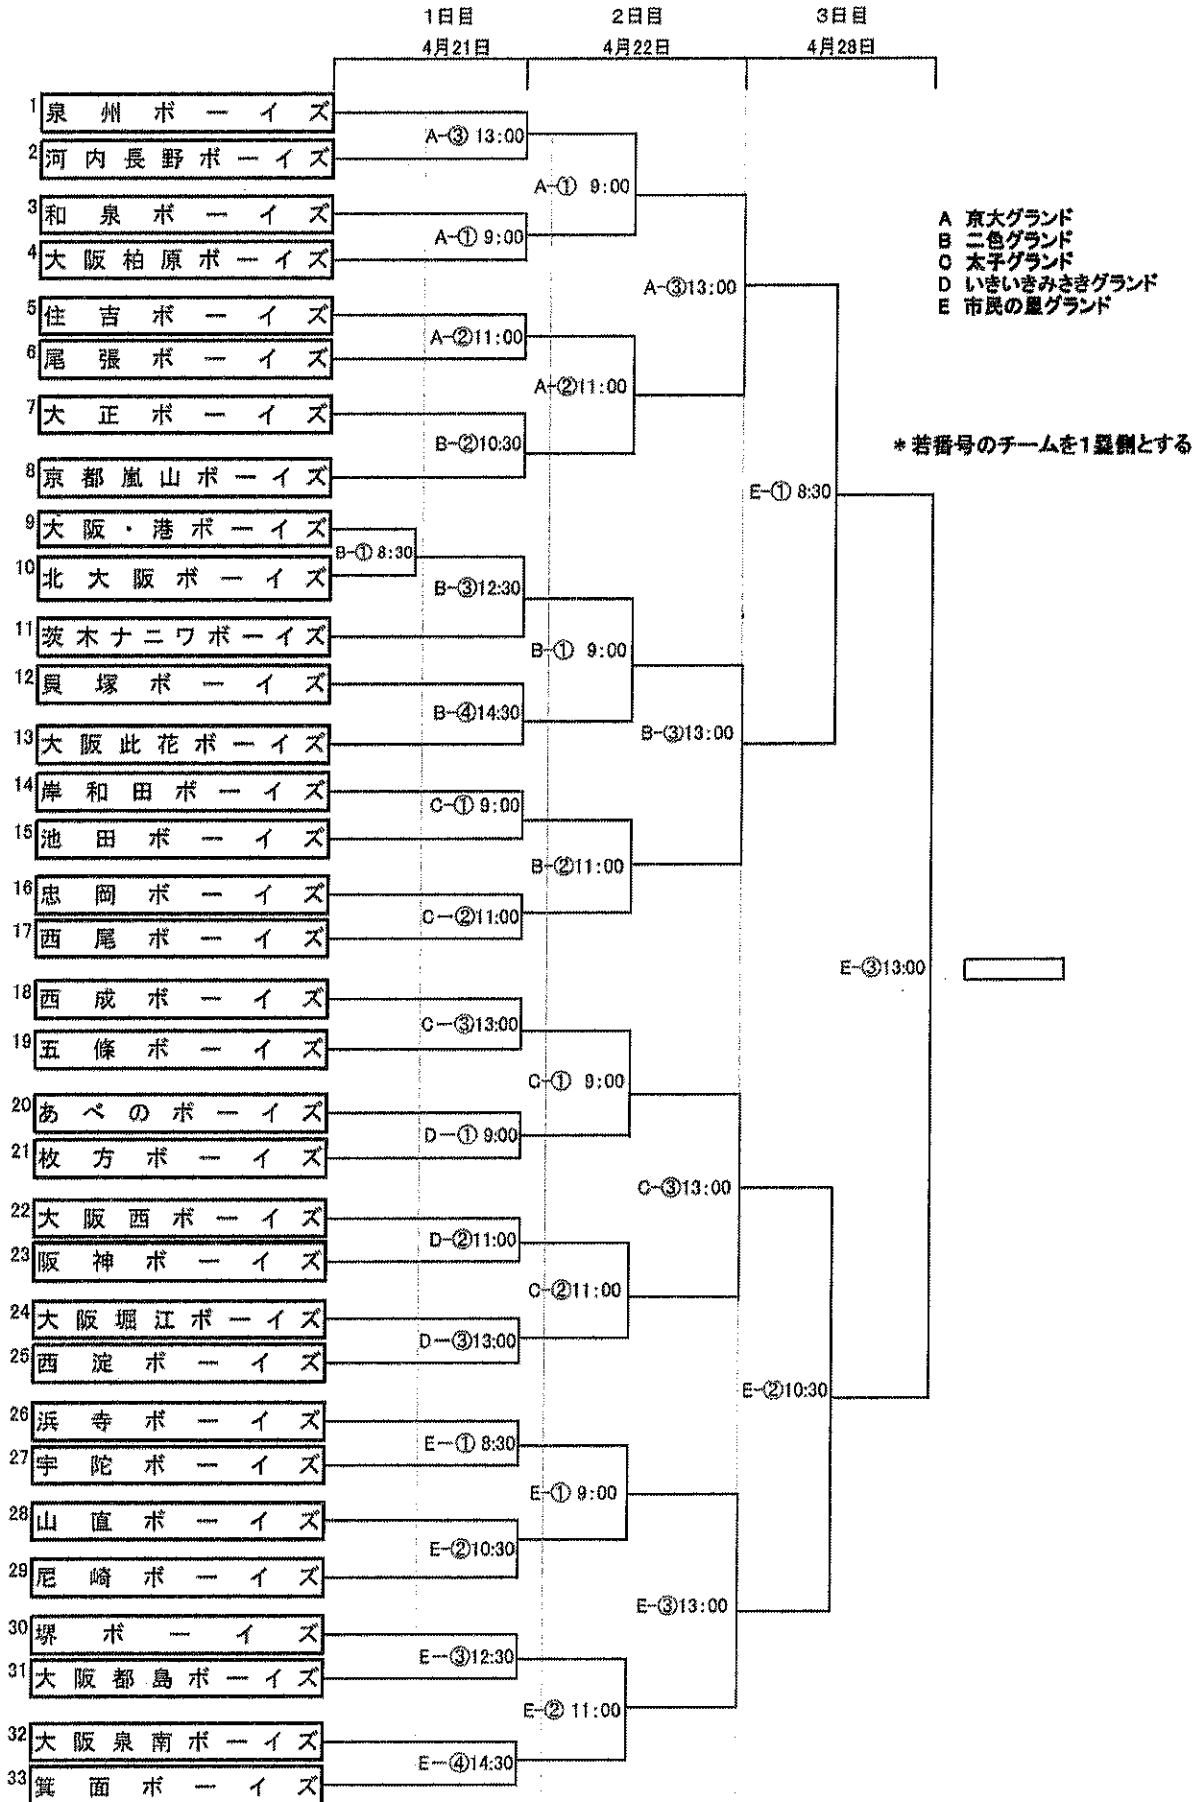 1日目 2日目 3日目
4月21日 4月22日 4月28日
1 泉州ボーイズ
A-③ 13:00
2 河内長野ボーイズ
A-① 9:00
3 和泉ボーイズ
A-① 9:00
4 大阪柏原ボーイズ
A-③13:00
5 住吉ボーイズ
A-②11:00
6 尾張ボーイズ
A-②11:00
7 大正ボーイズ
B-②10:30
8 京都嵐山ボーイズ
E-① 8:30
9 大阪・港ボーイズ
B-① 8:30
10 北大阪ボーイズ
B-③12:30
11 茨木ナニワボーイズ
B-① 9:00
12 貝塚ボーイズ
B-④14:30
13 大阪此花ボーイズ
B-③13:00
14 岸和田ボーイズ
C-① 9:00
15 池田ボーイズ
B-②11:00
16 忠岡ボーイズ
C-②11:00
17 西尾ボーイズ
E-③13:00
18 西成ボーイズ
C-③13:00
19 五條ボーイズ
C-① 9:00
20 あべのボーイズ
D-① 9:00
21 枚方ボーイズ
C-③13:00
22 大阪西ボーイズ
D-②11:00
23 阪神ボーイズ
C-②11:00
24 大阪堀江ボーイズ
D-③13:00
25 西淀ボーイズ
E-②10:30
26 浜寺ボーイズ
E-① 8:30
27 宇陀ボーイズ
E-① 9:00
28 山直ボーイズ
E-②10:30
29 尼崎ボーイズ
E-③13:00
30 堺ボーイズ
E-③12:30
31 大阪都島ボーイズ
E-② 11:00
32 大阪泉南ボーイズ
E-④14:30
33 箕面ボーイズ
A 京大グランド
B 二色グランド
C 太子グランド
D いきいきみさきグランド
E 市民の里グランド
*若番号のチームを1塁側とする